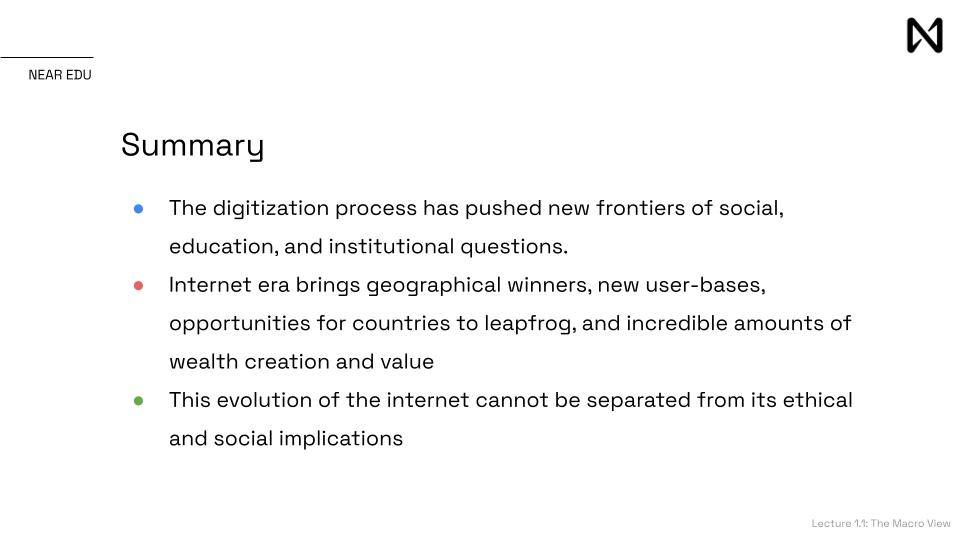 NEAR EDU
Summary
● The digitization process has pushed new frontiers of social,
education, and institutional questions.
● Internet era brings geographical winners, new user-bases,
opportunities for countries to leapfrog, and incredible amounts of
wealth creation and value
● This evolution of the internet cannot be separated from its ethical
and social implications
Lecture 1.1: The Macro View